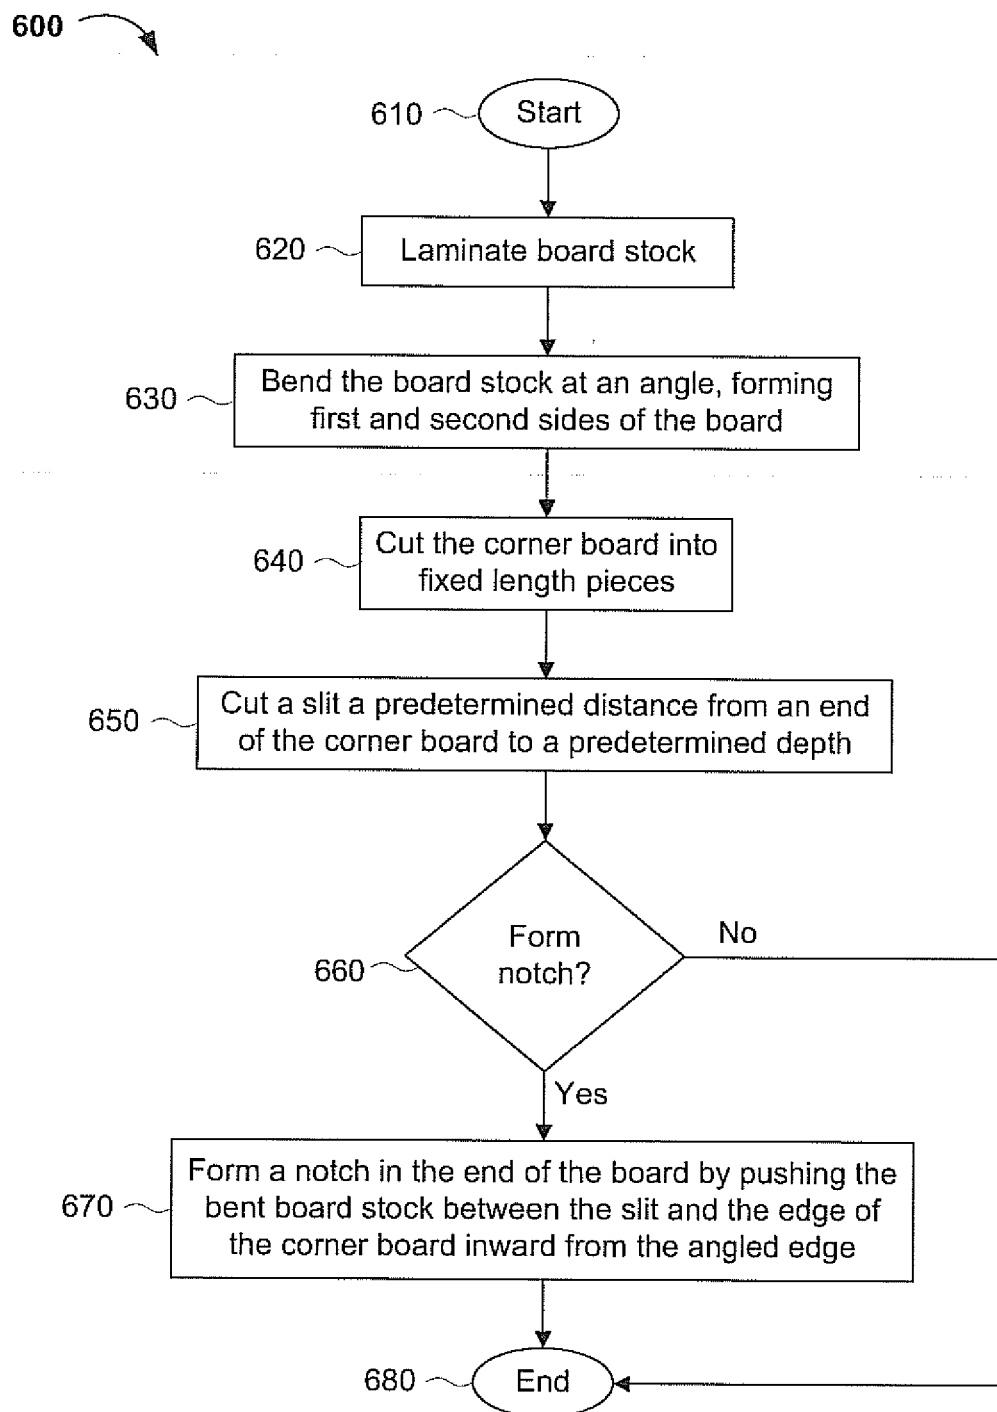 600
610
Start
620
Laminate board stock
630
Bend the board stock at an angle, forming
first and second sides of the board
640
Cut the corner board into
fixed length pieces
650
Cut a slit a predetermined distance from an end
of the corner board to a predetermined depth
660
Form
notch?
No
Yes
670
Form a notch in the end of the board by pushing the
bent board stock between the slit and the edge of
the corner board inward from the angled edge
680
End